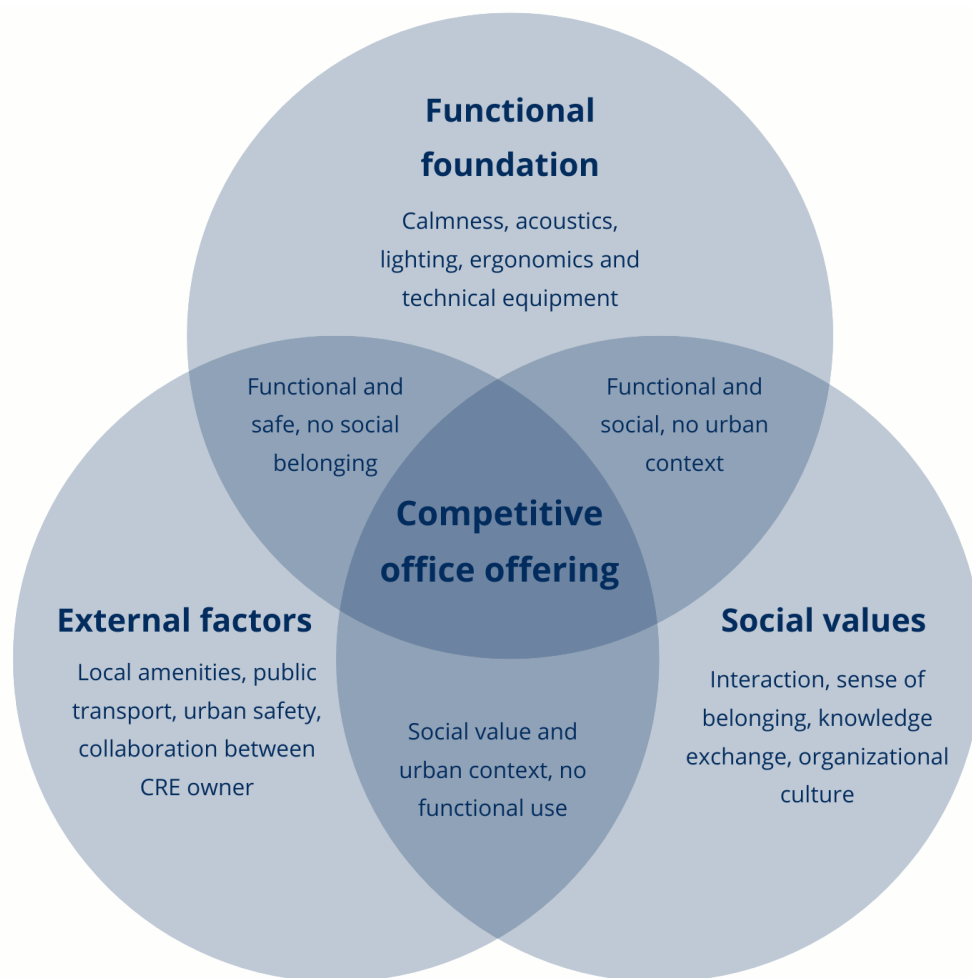 Functional
foundation
Calmness, acoustics,
lighting, ergonomics and
technical equipment
Functional and
safe, no social
belonging
Functional and
social, no urban
context
Competitive
office offering
External factors
Local amenities, public
transport, urban safety,
collaboration between
CRE owner
Social values
Interaction, sense of
belonging, knowledge
exchange, organizational
culture
Social value and
urban context, no
functional use